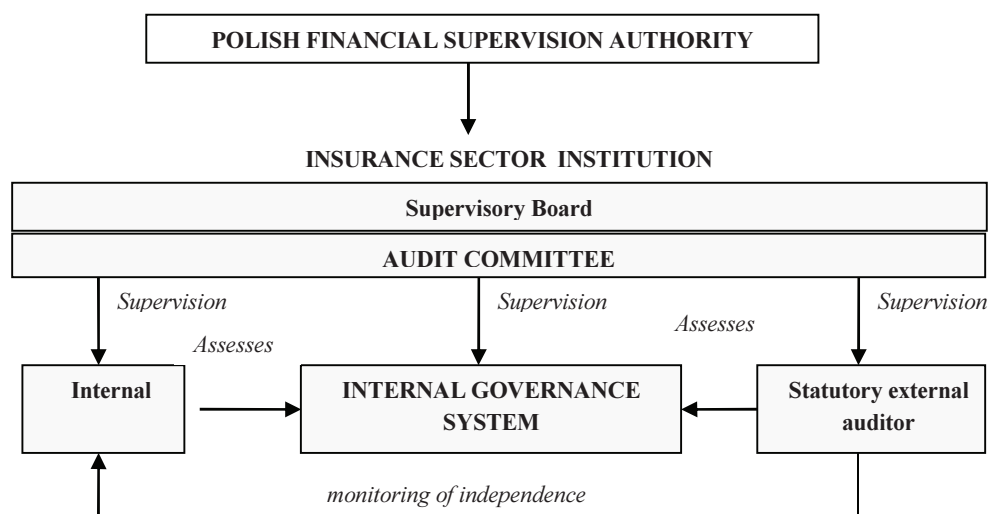 POLISH FINANCIAL SUPERVISION AUTHORITY
INSURANCE SECTOR INSTITUTION
Supervisory Board
AUDIT COMMITTEE
Supervision
Supervision
Supervision
Assesses
Assesses
Internal
INTERNAL GOVERNANCE
SYSTEM
Statutory external
auditor
monitoring of independence